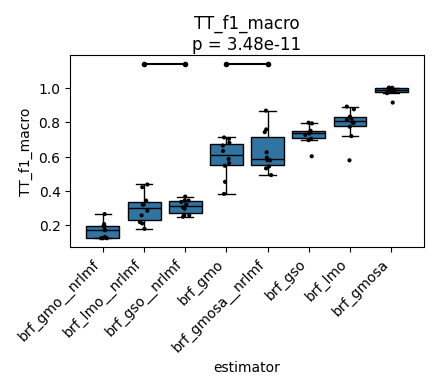 TT_f1_macro
p = 3.48e-11
TT_f1_macro
1.0
0.8
0.6
0.4
0.2
brf_gmo__nrlmf
brf_lmo__nrlmf
brf_gso__nrlmf
brf_gmo
brf_gmosa__nrlmf
brf_gso
brf_lmo
brf_gmosa
estimator